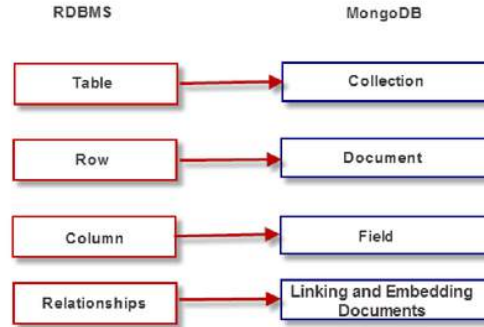 RDBMS MongoDB
Table Collection
Row Document
Column Field
Relationships Linking and Embedding
Documents